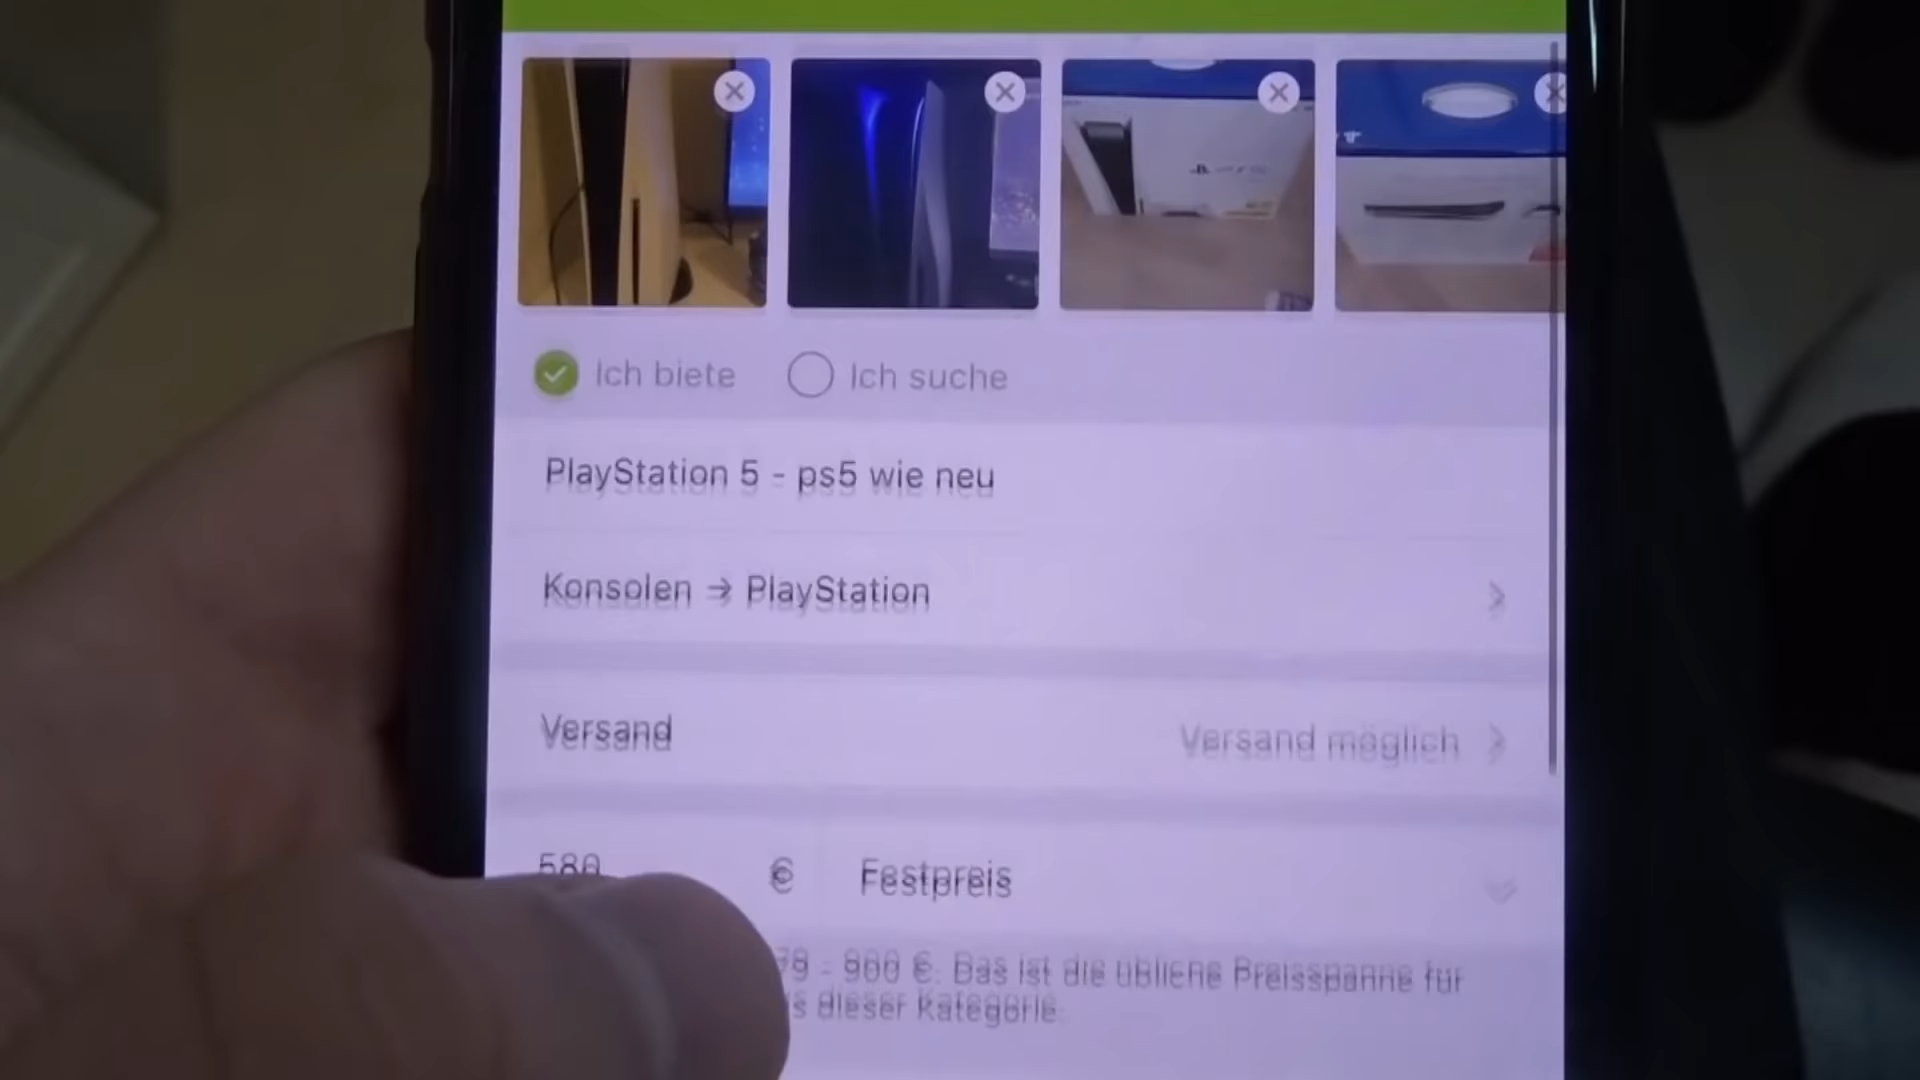 Ich biete
Ich suche
PlayStation 5 - ps5 wie neu
Konsolen → PlayStation
Versand
Versand möglich
580
€
Festpreis
79 - 900 €. Das ist die übliche Preisspanne für
dieser Kategorie.